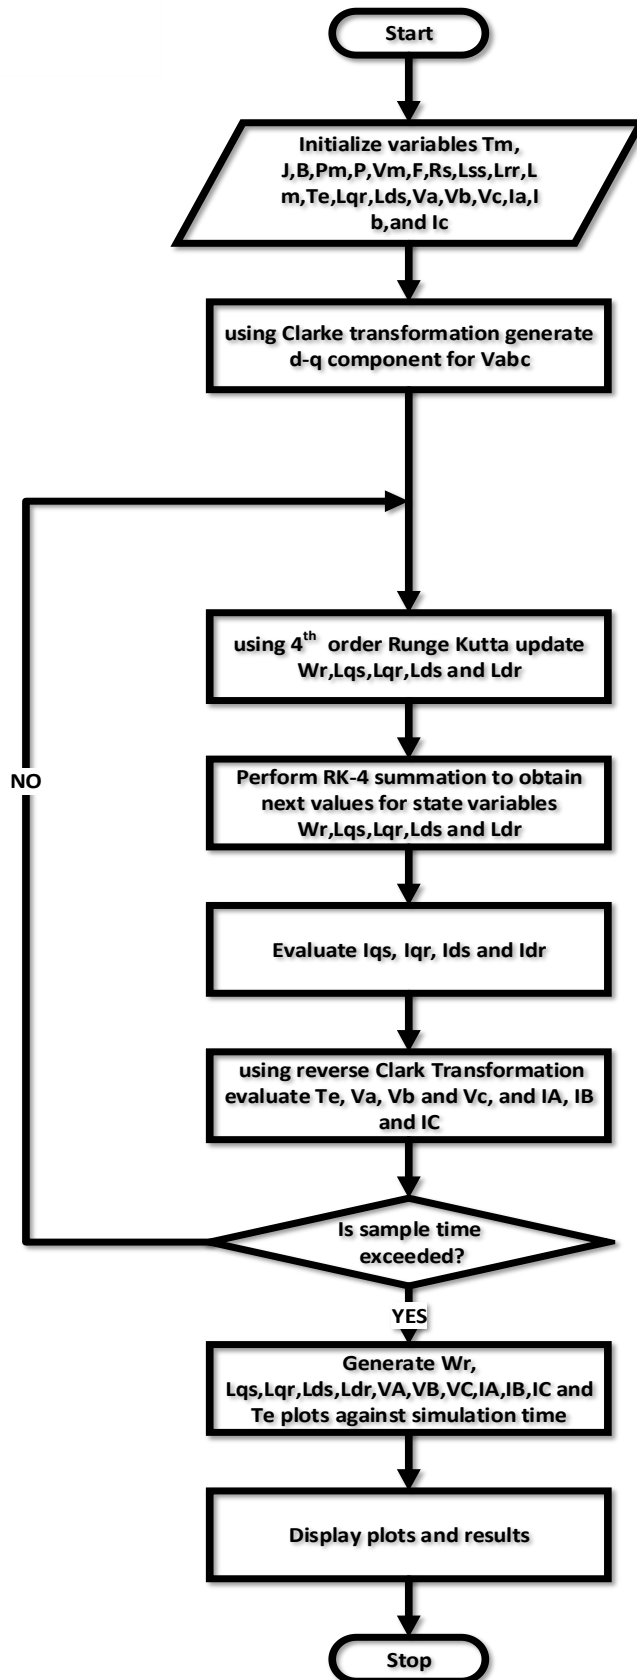 Start
Initialize variables Tm,
J,B,Pm,P,Vm,F,Rs,Lss,Lrr,L
m,Te,Lqr,Lds,Va,Vb,Vc,Ia,I
b,and Ic
using Clarke transformation generate
d-q component for Vabc
using 4th order Runge Kutta update
Wr,Lqs,Lqr,Lds and Ldr
NO
Perform RK-4 summation to obtain
next values for state variables
Wr,Lqs,Lqr,Lds and Ldr
Evaluate Iqs, Iqr, Ids and Idr
using reverse Clark Transformation
evaluate Te, Va, Vb and Vc, and IA, IB
and IC
Is sample time
exceeded?
YES
Generate Wr,
Lqs,Lqr,Lds,Ldr,VA,VB,VC,IA,IB,IC and
Te plots against simulation time
Display plots and results
Stop